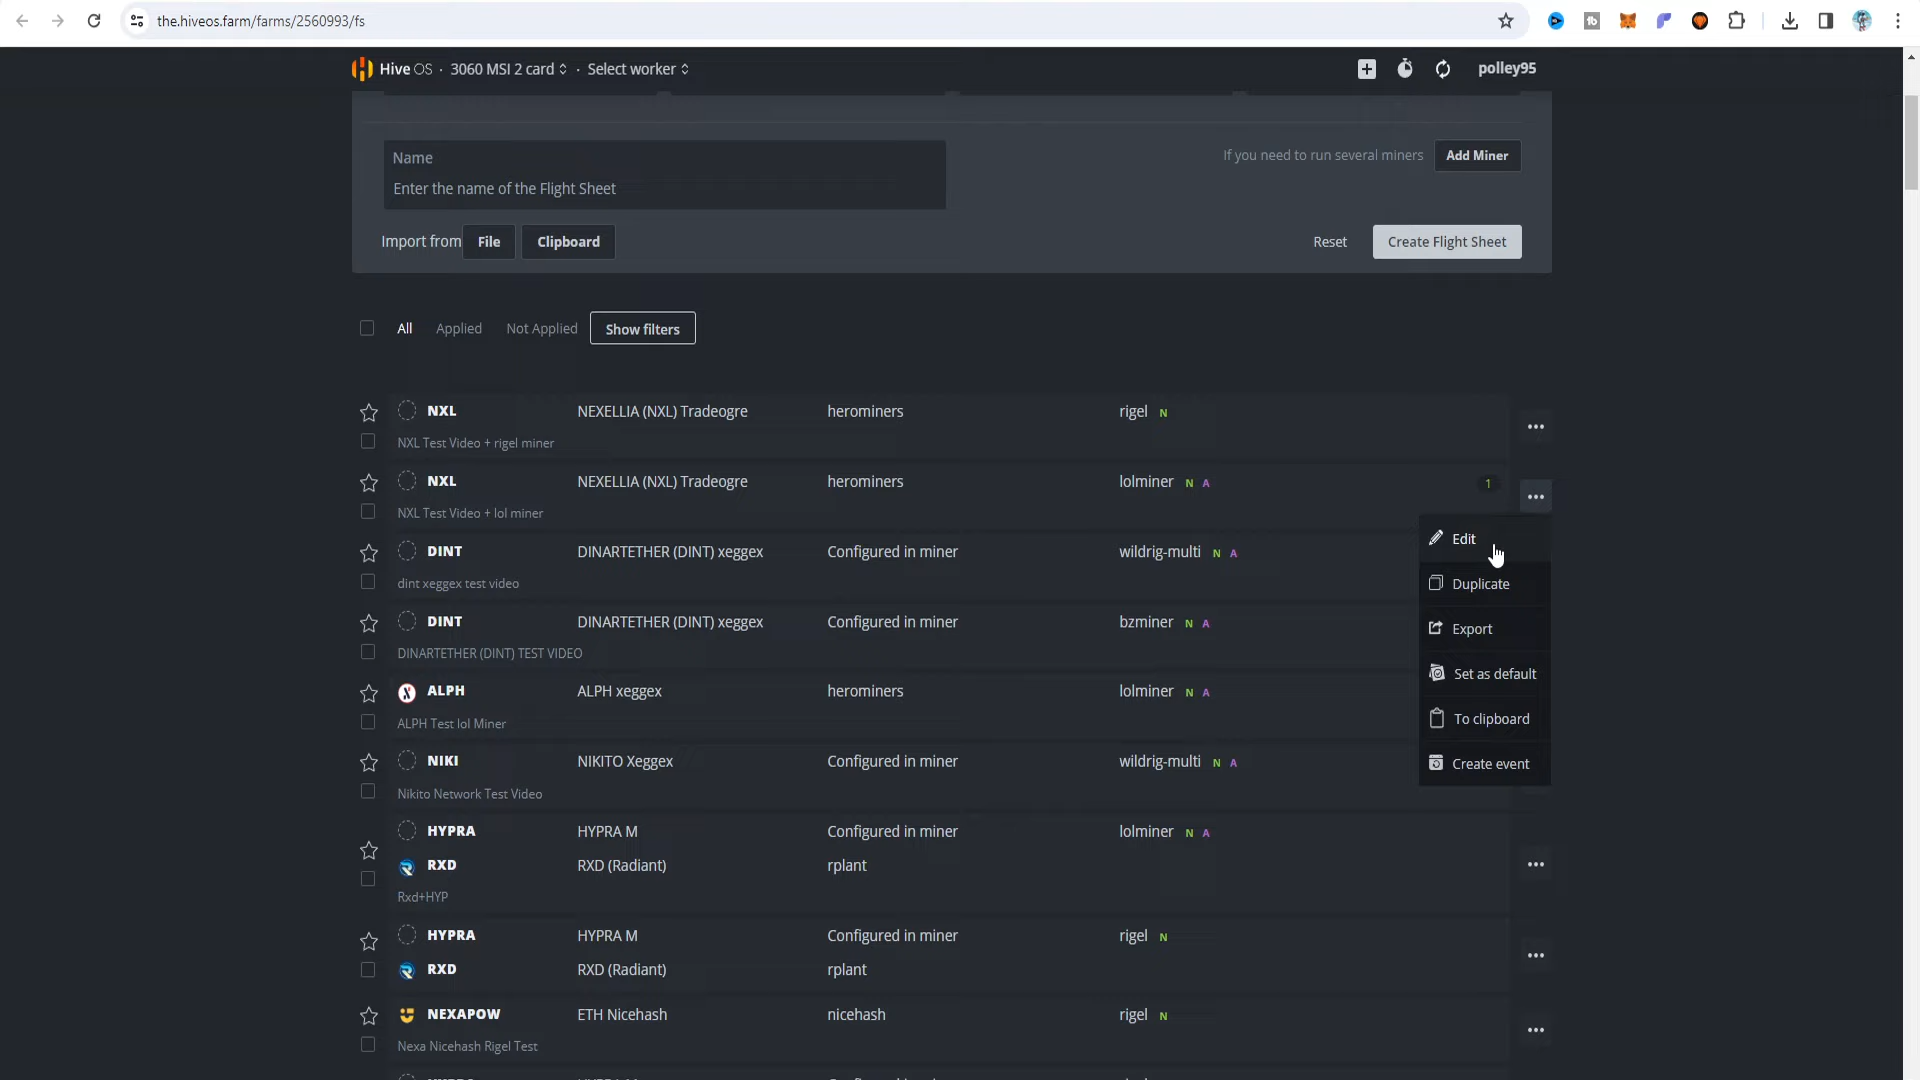 the.hiveos.farm/farms/2560993/fs
Hive OS · 3060 MSI 2 card · Select worker
polley95
Name
Enter the name of the Flight Sheet
If you need to run several miners Add Miner
Import from File Clipboard
Reset Create Flight Sheet
All Applied Not Applied Show filters
NXL NEXELLIA (NXL) Tradeogre herominers rigel N
NXL Test Video + rigel miner
NXL NEXELLIA (NXL) Tradeogre herominers lolminer N A 1
NXL Test Video + lol miner
Edit
DINT DINARTETHER (DINT) xeggex Configured in miner wildrig-multi N A
dint xeggex test video
Duplicate
DINT DINARTETHER (DINT) xeggex Configured in miner bzminer N A
Export
DINARTETHER (DINT) TEST VIDEO
Set as default
ALPH ALPH xeggex herominers lolminer N A
ALPH Test lol Miner
To clipboard
NIKI NIKITO Xeggex Configured in miner wildrig-multi N A
Create event
Nikito Network Test Video
HYPRA HYPRA M Configured in miner lolminer N A
RXD RXD (Radiant) rplant
Rxd+HYP
HYPRA HYPRA M Configured in miner rigel N
RXD RXD (Radiant) rplant
NEXAPOW ETH Nicehash nicehash rigel N
Nexa Nicehash Rigel Test